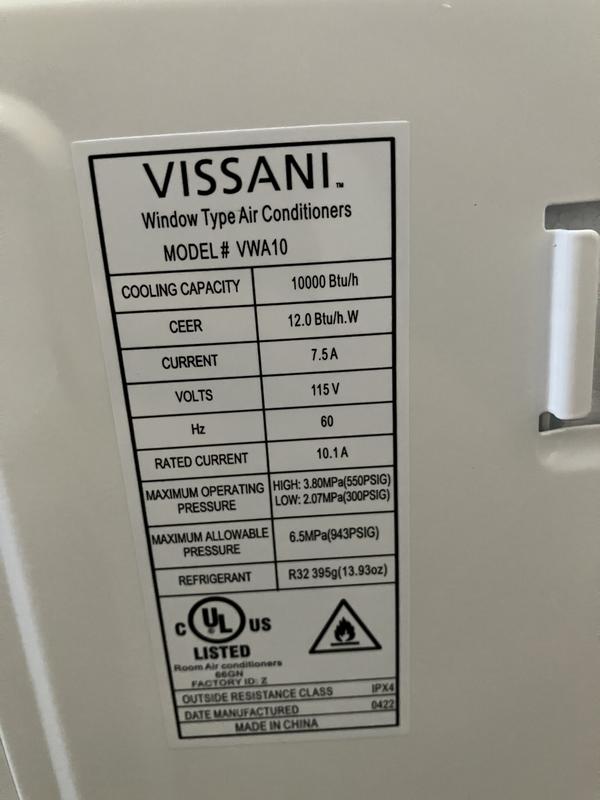 VISSANI™
Window Type Air Conditioners
MODEL# VWA10
COOLING CAPACITY 10000 Btu/h
CEER 12.0 Btu/h.W
CURRENT 7.5 A
VOLTS 115 V
Hz 60
RATED CURRENT 10.1 A
MAXIMUM OPERATING PRESSURE HIGH: 3.80MPa(550PSIG)
LOW: 2.07MPa(300PSIG)
MAXIMUM ALLOWABLE PRESSURE 6.5MPa(943PSIG)
REFRIGERANT R32 395g(13.93oz)
C UL US
LISTED
Room Air conditioners
66GN
FACTORY ID: Z
OUTSIDE RESISTANCE CLASS IPX4
DATE MANUFACTURED 0422
MADE IN CHINA